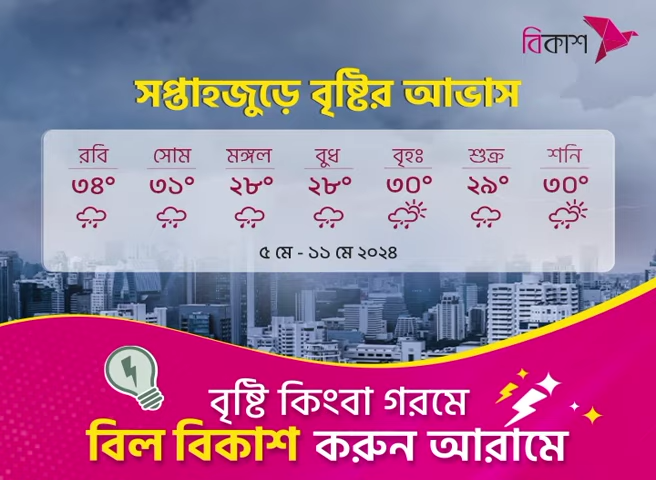 বিকাশ
সপ্তাহজুড়ে বৃষ্টির আভাস
রবি সোম মঙ্গল বুধ বৃহঃ শুক্র শনি
৩৪° ৩১° ২৮° ২৮° ৩০° ২৯° ৩০°
৫ মে - ১১ মে ২০২৪
বৃষ্টি কিংবা গরমে
বিল বিকাশ করুন আরামে